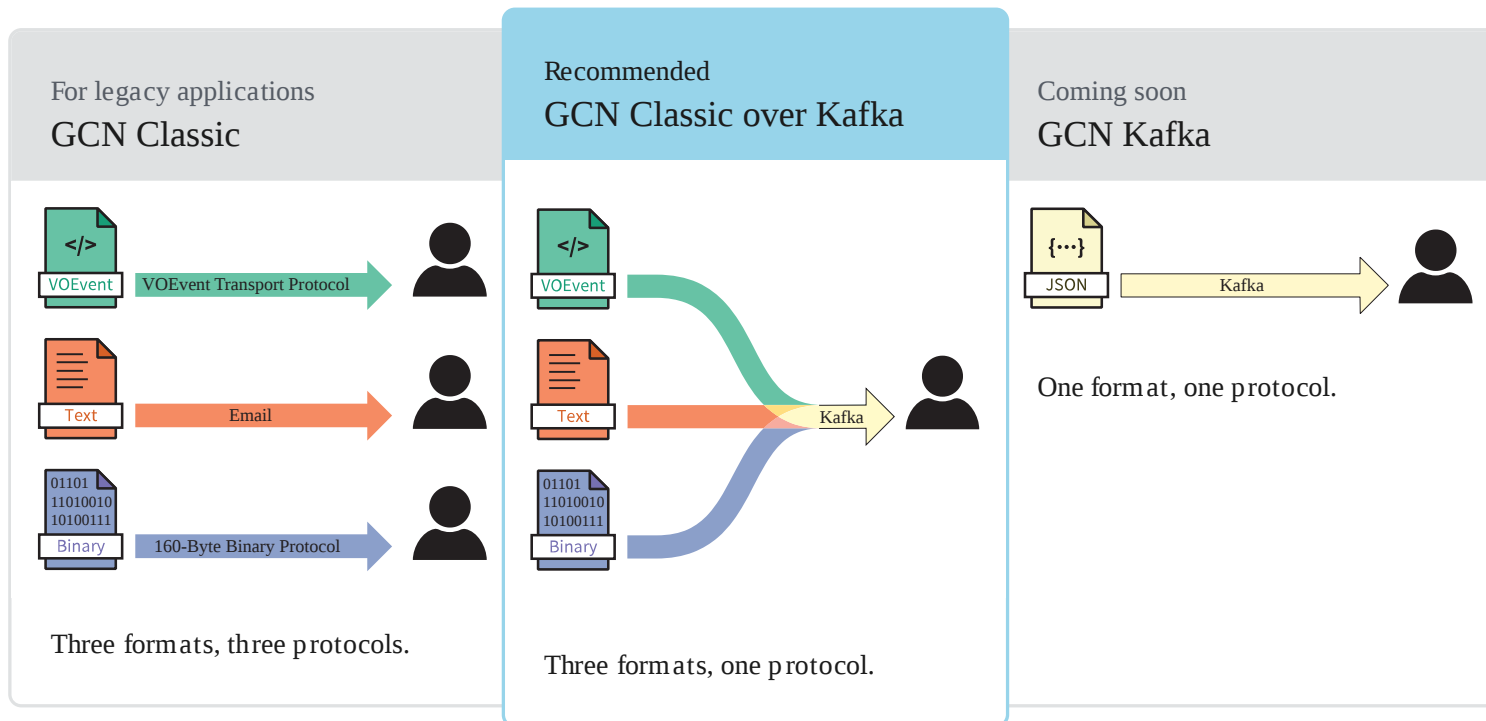 For legacy applications
GCN Classic
</>
VOEvent
VOEvent Transport Protocol
Text
Email
01101
11010010
10100111
Binary
160-Byte Binary Protocol
Three formats, three protocols.
Recommended
GCN Classic over Kafka
</>
VOEvent
Text
Kafka
01101
11010010
10100111
Binary
Three formats, one protocol.
Coming soon
GCN Kafka
{···}
JSON
Kafka
One format, one protocol.